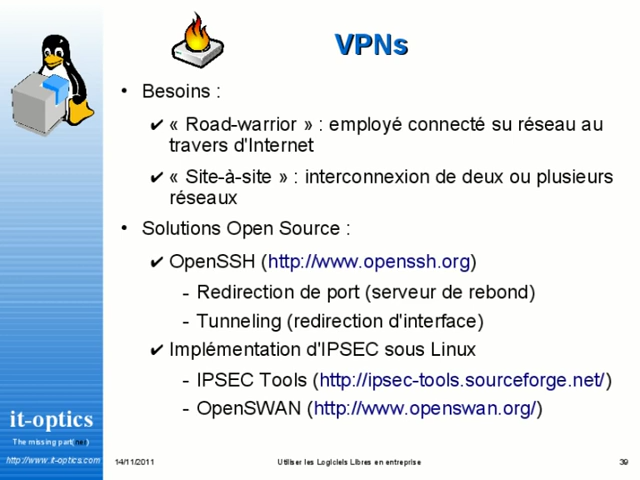 VPNs
• Besoins :
✔ « Road-warrior » : employé connecté su réseau au
travers d'Internet
✔ « Site-à-site » : interconnexion de deux ou plusieurs
réseaux
• Solutions Open Source :
✔ OpenSSH (http://www.openssh.org)
- Redirection de port (serveur de rebond)
- Tunneling (redirection d'interface)
✔ Implémentation d'IPSEC sous Linux
- IPSEC Tools (http://ipsec-tools.sourceforge.net/)
- OpenSWAN (http://www.openswan.org/)
it-optics
The missing part(ner)
http://www.it-optics.com
14/11/2011
Utiliser les Logiciels Libres en entreprise
39